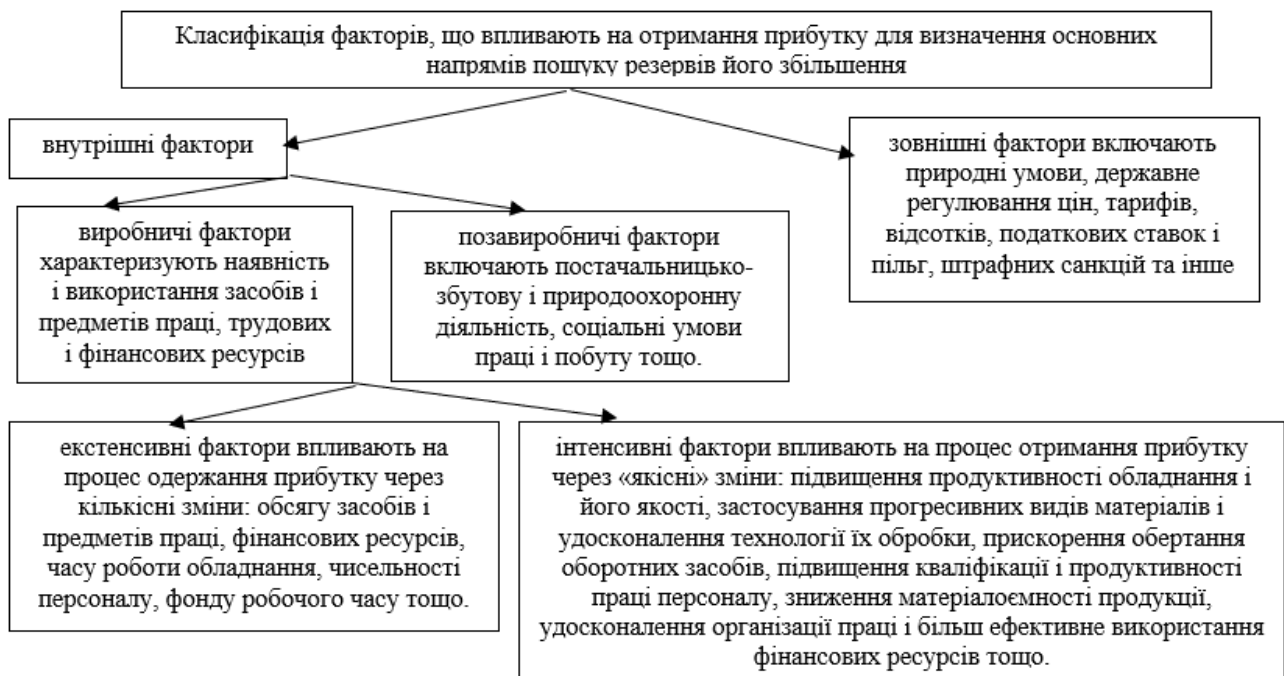 Класифікація факторів, що впливають на отримання прибутку для визначення основних
напрямів пошуку резервів його збільшення
внутрішні фактори
зовнішні фактори включають
природні умови, державне
регулювання цін, тарифів,
відсотків, податкових ставок і
пільг, штрафних санкцій та інше
виробничі фактори
характеризують наявність
і використання засобів і
предметів праці, трудових
і фінансових ресурсів
позавиробничі фактори
включають постачальницько-
збутову і природоохоронну
діяльність, соціальні умови
праці і побуту тощо.
екстенсивні фактори впливають на
процес одержання прибутку через
кількісні зміни: обсягу засобів і
предметів праці, фінансових ресурсів,
часу роботи обладнання, чисельності
персоналу, фонду робочого часу тощо.
інтенсивні фактори впливають на процес отримання прибутку
через «якісні» зміни: підвищення продуктивності обладнання і
його якості, застосування прогресивних видів матеріалів і
удосконалення технології їх обробки, прискорення обертання
оборотних засобів, підвищення кваліфікації і продуктивності
праці персоналу, зниження матеріалоємності продукції,
удосконалення організації праці і більш ефективне використання
фінансових ресурсів тощо.